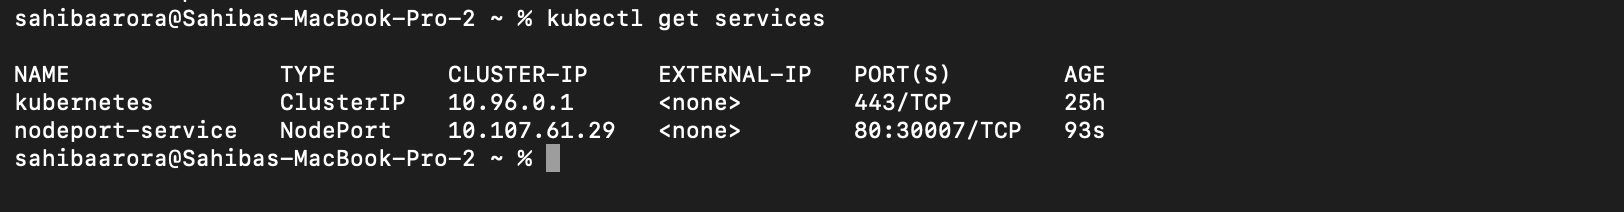 sahibaarora@Sahibas-MacBook-Pro-2 ~ % kubectl get services
NAME TYPE CLUSTER-IP EXTERNAL-IP PORT(S) AGE
kubernetes ClusterIP 10.96.0.1 <none> 443/TCP 25h
nodeport-service NodePort 10.107.61.29 <none> 80:30007/TCP 93s
sahibaarora@Sahibas-MacBook-Pro-2 ~ %